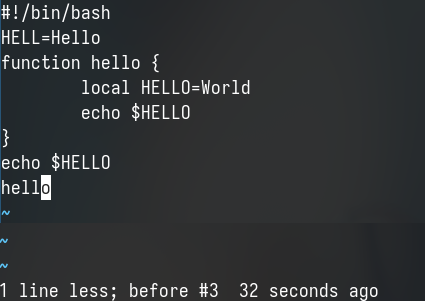 #!/bin/bash
HELL=Hello
function hello {
        local HELLO=World
        echo $HELLO
}
echo $HELLO
hello
~
~
~
1 line less; before #3  32 seconds ago